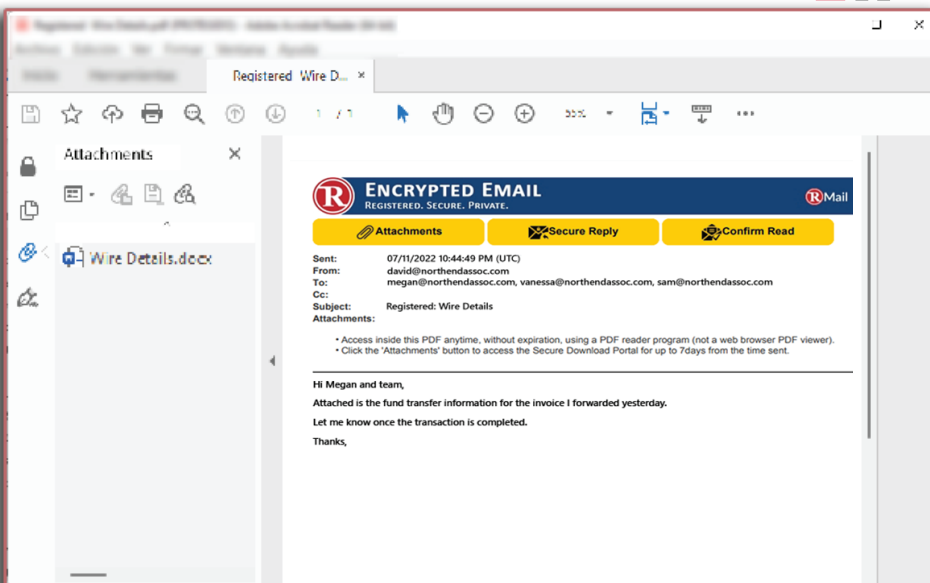 Registered Wire D...
1 / 1
Attachments
Wire Details.docx
R
ENCRYPTED EMAIL
REGISTERED. SECURE. PRIVATE.
RMail
Attachments
Secure Reply
Confirm Read
Sent: 07/11/2022 10:44:49 PM (UTC)
From: david@northendassoc.com
To: megan@northendassoc.com, vanessa@northendassoc.com, sam@northendassoc.com
Cc:
Subject: Registered: Wire Details
Attachments:
• Access inside this PDF anytime, without expiration, using a PDF reader program (not a web browser PDF viewer).
• Click the 'Attachments' button to access the Secure Download Portal for up to 7days from the time sent.
Hi Megan and team,
Attached is the fund transfer information for the invoice I forwarded yesterday.
Let me know once the transaction is completed.
Thanks,